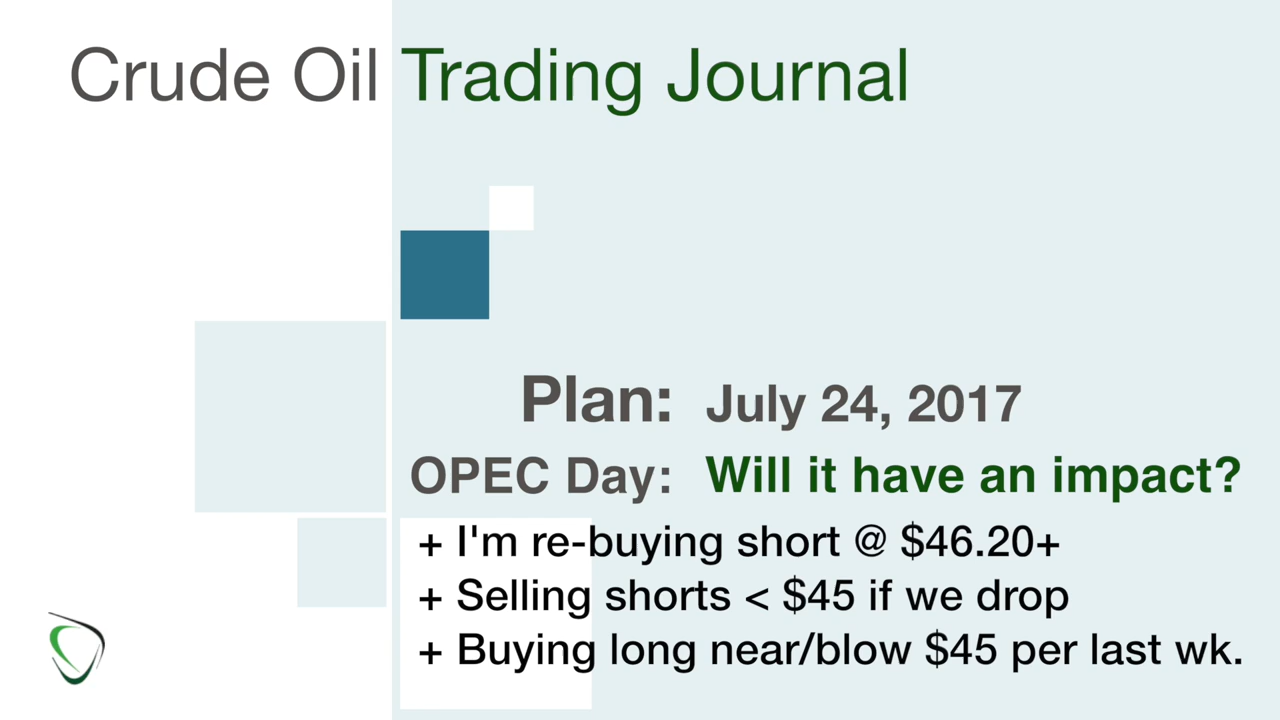 Crude Oil Trading Journal
Plan: July 24, 2017
OPEC Day: Will it have an impact?
+ I'm re-buying short @ $46.20+
+ Selling shorts < $45 if we drop
+ Buying long near/blow $45 per last wk.